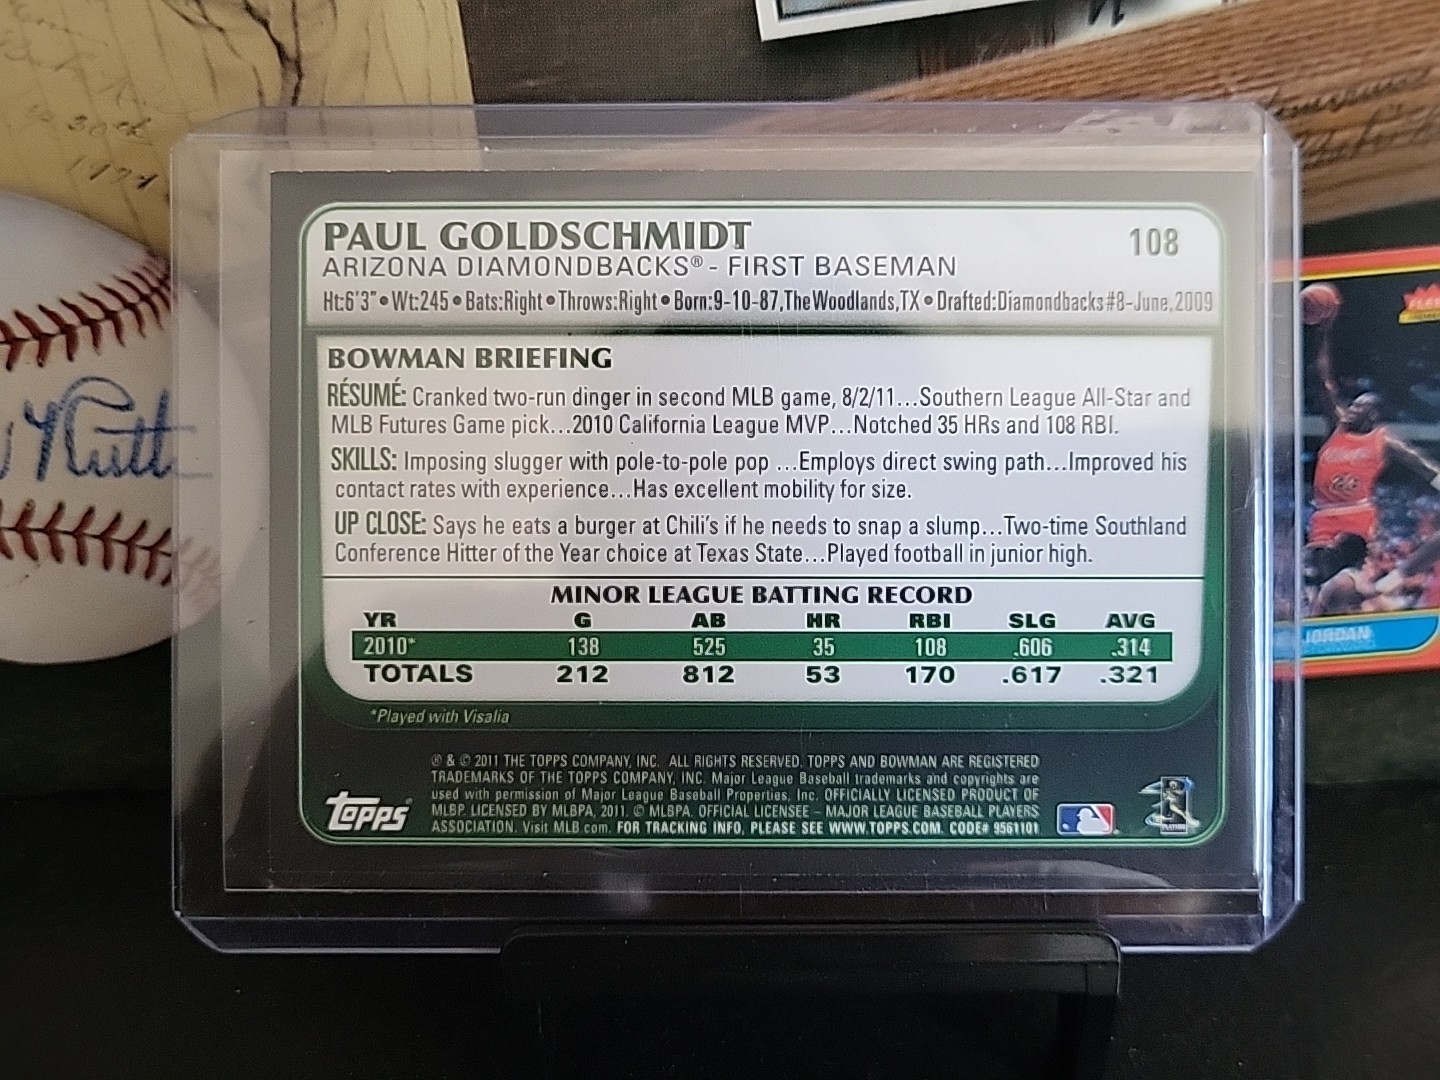 PAUL GOLDSCHMIDT
108
ARIZONA DIAMONDBACKS® - FIRST BASEMAN
Ht:6'3"•Wt:245•Bats:Right•Throws:Right•Born:9-10-87,The Woodlands,TX•Drafted:Diamondbacks#8-June,2009
BOWMAN BRIEFING
RÉSUMÉ: Cranked two-run dinger in second MLB game, 8/2/11...Southern League All-Star and
MLB Futures Game pick...2010 California League MVP...Notched 35 HRs and 108 RBI.
SKILLS: Imposing slugger with pole-to-pole pop ...Employs direct swing path...Improved his
contact rates with experience...Has excellent mobility for size.
UP CLOSE: Says he eats a burger at Chili's if he needs to snap a slump...Two-time Southland
Conference Hitter of the Year choice at Texas State...Played football in junior high.
MINOR LEAGUE BATTING RECORD
YR G AB HR RBI SLG AVG
2010* 138 525 35 108 .606 .314
TOTALS 212 812 53 170 .617 .321
*Played with Visalia
® & © 2011 THE TOPPS COMPANY, INC. ALL RIGHTS RESERVED. TOPPS AND BOWMAN ARE REGISTERED
TRADEMARKS OF THE TOPPS COMPANY, INC. Major League Baseball trademarks and copyrights are
used with permission of Major League Baseball Properties, Inc. OFFICIALLY LICENSED PRODUCT OF
MLBP. LICENSED BY MLBPA, 2011. © MLBPA. OFFICIAL LICENSEE – MAJOR LEAGUE BASEBALL PLAYERS
ASSOCIATION. Visit MLB.com. FOR TRACKING INFO, PLEASE SEE WWW.TOPPS.COM. CODE# 9561101
Topps
Ruth
30th
JORDAN